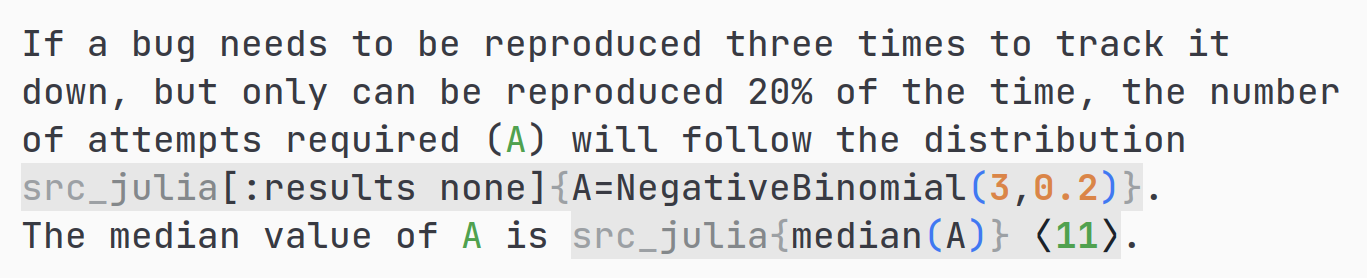 If a bug needs to be reproduced three times to track it
down, but only can be reproduced 20% of the time, the number
of attempts required (A) will follow the distribution
src_julia[:results none]{A=NegativeBinomial(3,0.2)}.
The median value of A is src_julia{median(A)} ⟨11⟩.